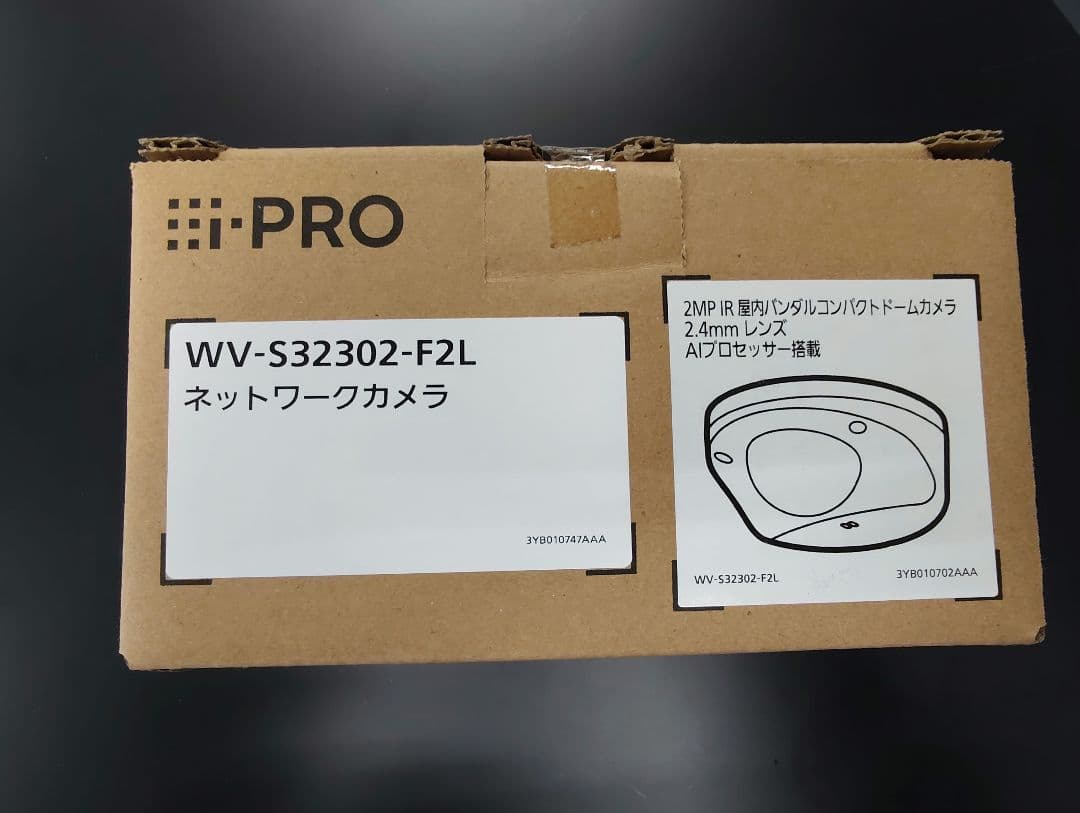 i-PRO
WV-S32302-F2L
ネットワークカメラ
3YB010747AAA
2MP IR 屋内バンダルコンパクトドームカメラ
2.4mm レンズ
AIプロセッサー搭載
WV-S32302-F2L
3YB010702AAA